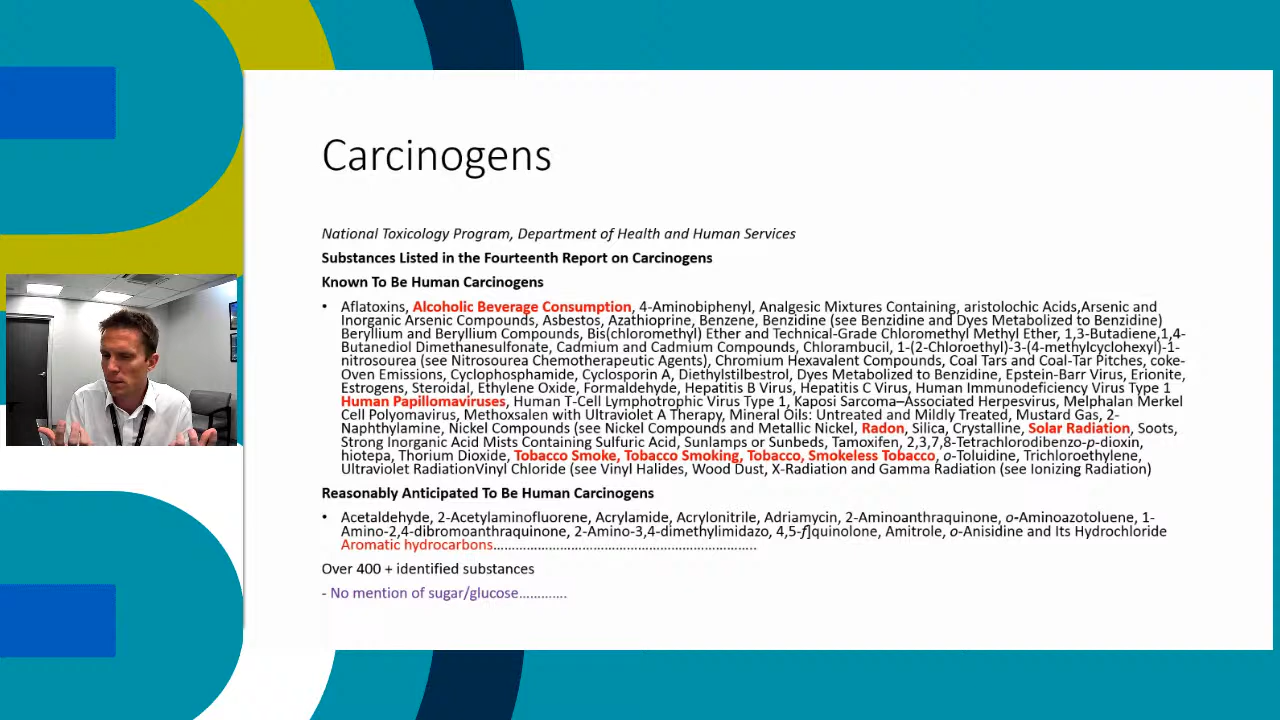 Carcinogens
National Toxicology Program, Department of Health and Human Services
Substances Listed in the Fourteenth Report on Carcinogens
Known To Be Human Carcinogens
• Aflatoxins, Alcoholic Beverage Consumption, 4-Aminobiphenyl, Analgesic Mixtures Containing, aristolochic Acids,Arsenic and
Inorganic Arsenic Compounds, Asbestos, Azathioprine, Benzene, Benzidine (see Benzidine and Dyes Metabolized to Benzidine)
Beryllium and Beryllium Compounds, Bis(chloromethyl) Ether and Technical-Grade Chloromethyl Methyl Ether, 1,3-Butadiene,1,4-
Butanediol Dimethanesulfonate, Cadmium and Cadmium Compounds, Chlorambucil, 1-(2-Chloroethyl)-3-(4-methylcyclohexyl)-1-
nitrosourea (see Nitrosourea Chemotherapeutic Agents), Chromium Hexavalent Compounds, Coal Tars and Coal-Tar Pitches, coke-
Oven Emissions, Cyclophosphamide, Cyclosporin A, Diethylstilbestrol, Dyes Metabolized to Benzidine, Epstein-Barr Virus, Erionite,
Estrogens, Steroidal, Ethylene Oxide, Formaldehyde, Hepatitis B Virus, Hepatitis C Virus, Human Immunodeficiency Virus Type 1
Human Papillomaviruses, Human T-Cell Lymphotrophic Virus Type 1, Kaposi Sarcoma–Associated Herpesvirus, Melphalan Merkel
Cell Polyomavirus, Methoxsalen with Ultraviolet A Therapy, Mineral Oils: Untreated and Mildly Treated, Mustard Gas, 2-
Naphthylamine, Nickel Compounds (see Nickel Compounds and Metallic Nickel, Radon, Silica, Crystalline, Solar Radiation, Soots,
Strong Inorganic Acid Mists Containing Sulfuric Acid, Sunlamps or Sunbeds, Tamoxifen, 2,3,7,8-Tetrachlorodibenzo-p-dioxin,
hiotepa, Thorium Dioxide, Tobacco Smoke, Tobacco Smoking, Tobacco, Smokeless Tobacco, o-Toluidine, Trichloroethylene,
Ultraviolet RadiationVinyl Chloride (see Vinyl Halides, Wood Dust, X-Radiation and Gamma Radiation (see Ionizing Radiation)
Reasonably Anticipated To Be Human Carcinogens
• Acetaldehyde, 2-Acetylaminofluorene, Acrylamide, Acrylonitrile, Adriamycin, 2-Aminoanthraquinone, o-Aminoazotoluene, 1-
Amino-2,4-dibromoanthraquinone, 2-Amino-3,4-dimethylimidazo, 4,5-f]quinolone, Amitrole, o-Anisidine and Its Hydrochloride
Aromatic hydrocarbons…………………………………………………………..
Over 400 + identified substances
- No mention of sugar/glucose………….